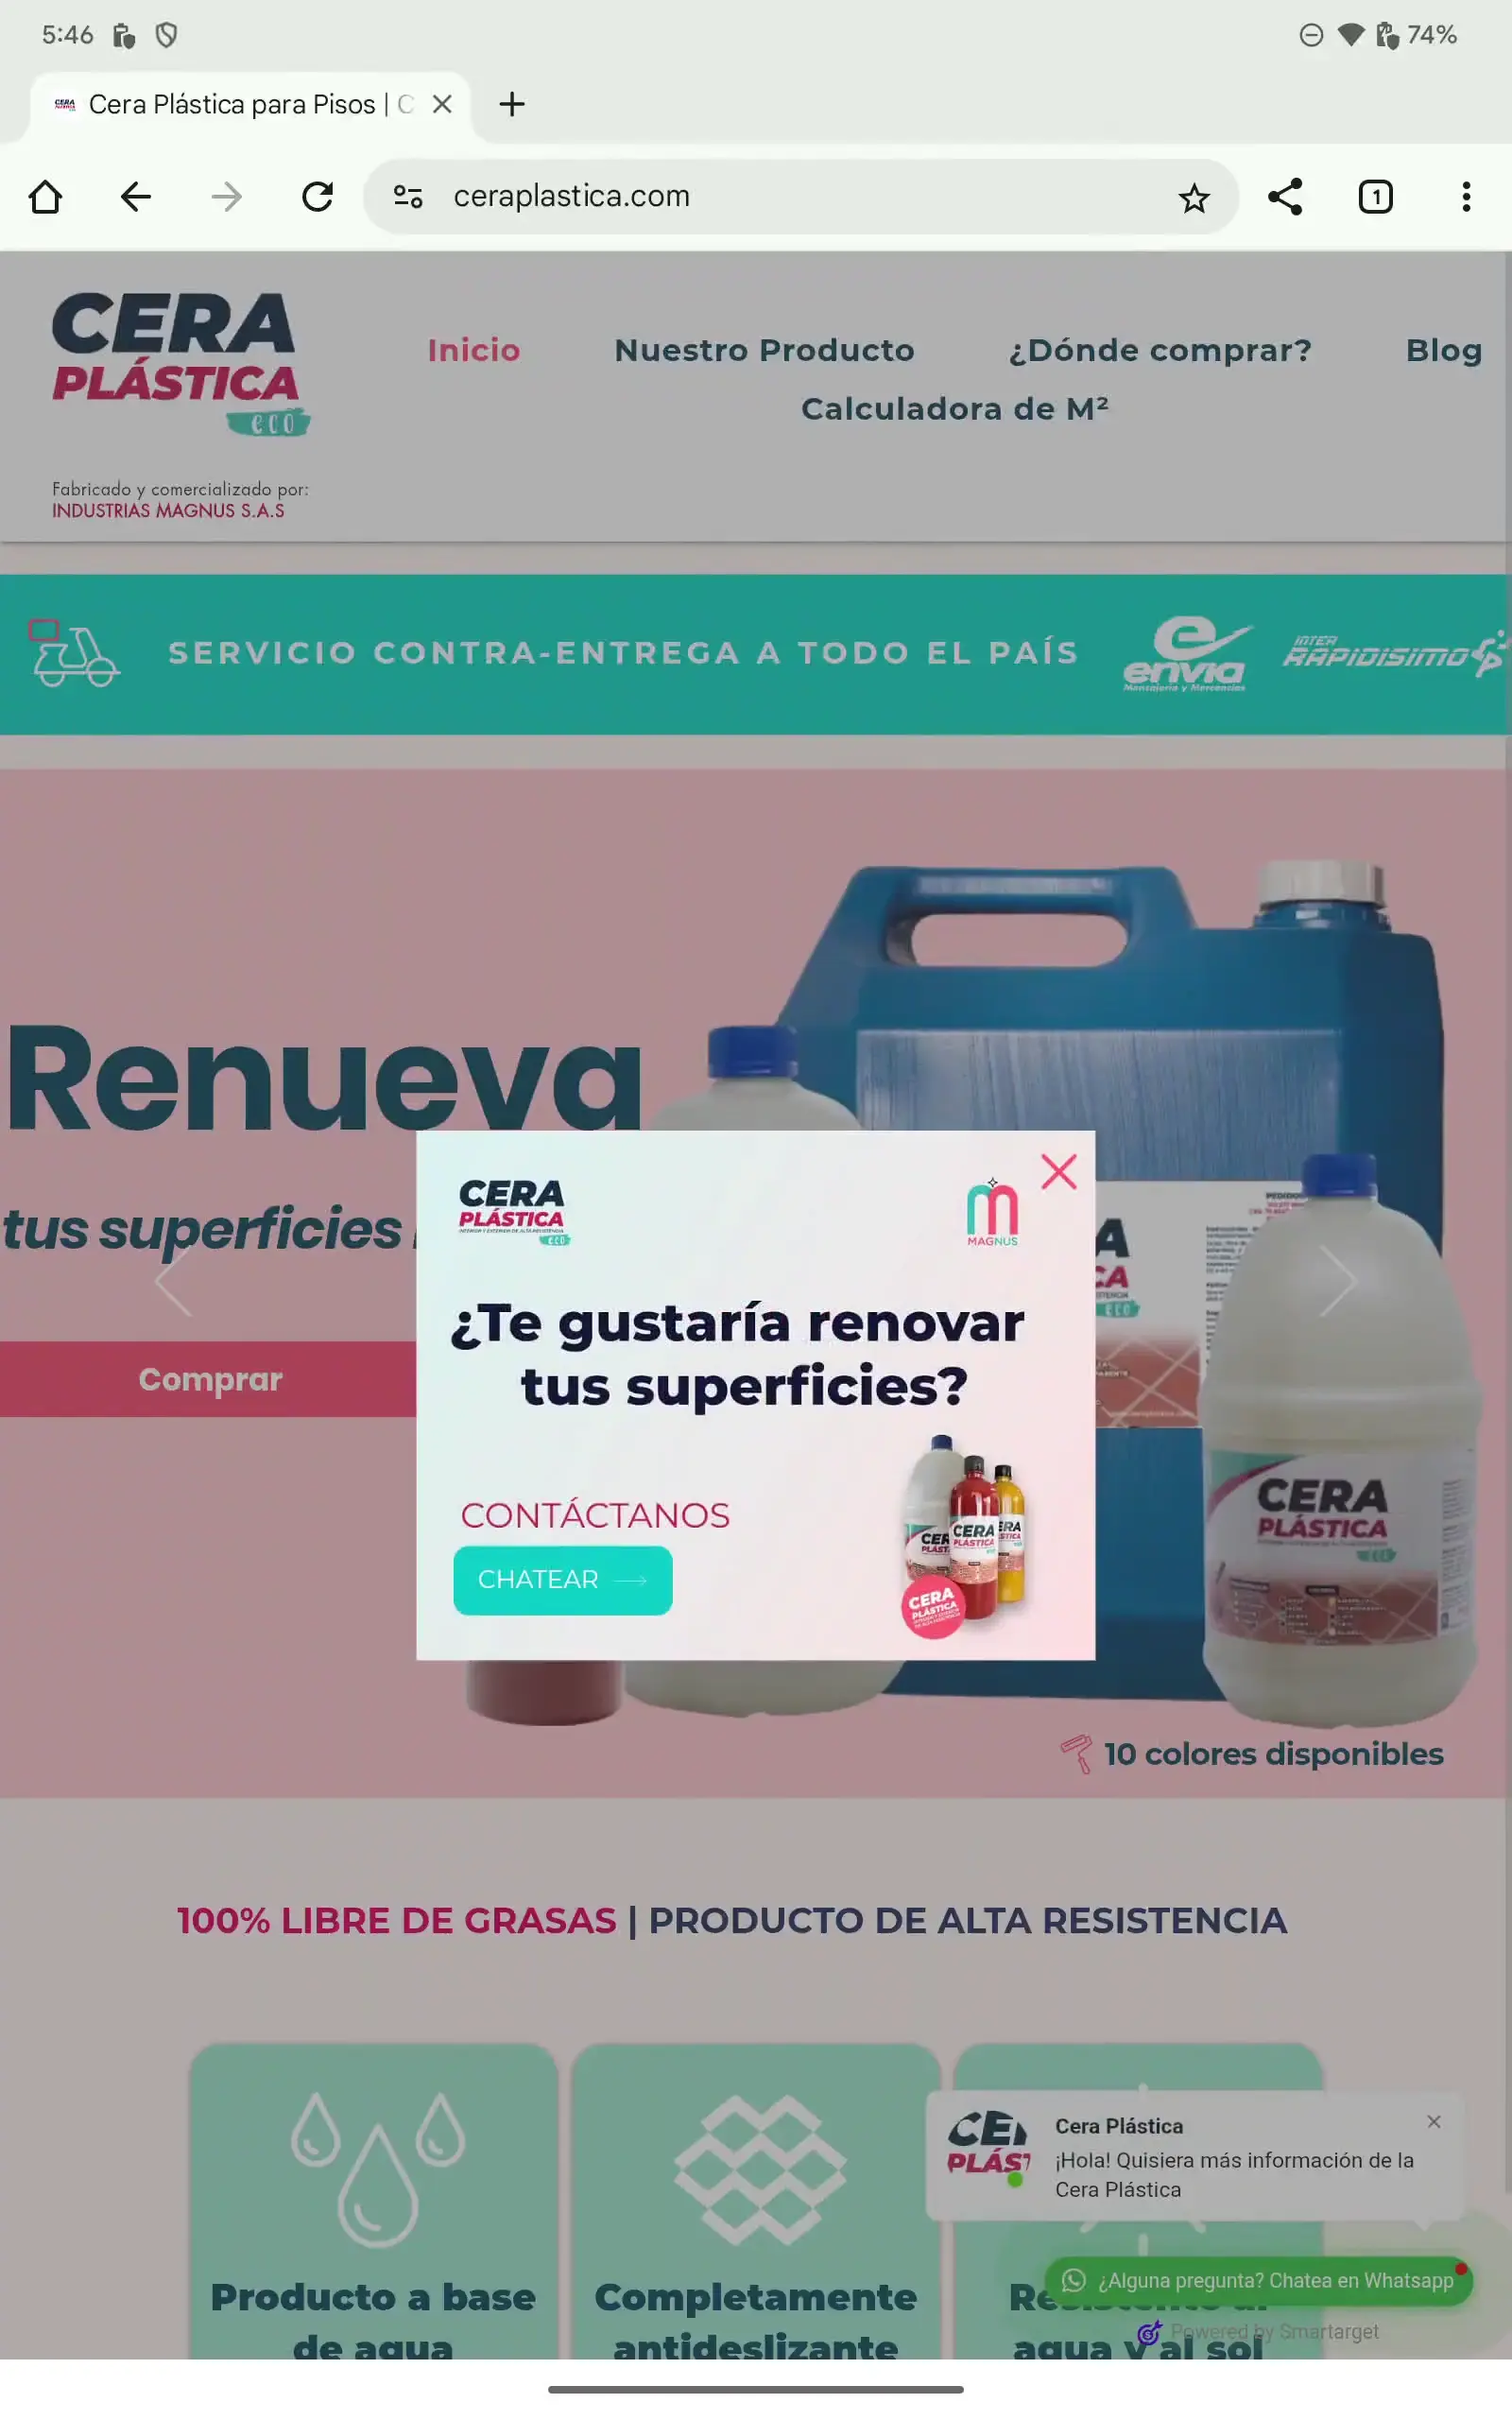 5:46
74%
Cera Plástica para Pisos | C
ceraplastica.com
1
CERA
PLÁSTICA
eco
Fabricado y comercializado por:
INDUSTRIAS MAGNUS S.A.S
Inicio
Nuestro Producto
¿Dónde comprar?
Blog
Calculadora de M²
SERVICIO CONTRA-ENTREGA A TODO EL PAÍS
envia
Mensajería y Mercancías
INTER
RAPIDISIMO
Renueva
tus superficies
Comprar
CERA
PLÁSTICA
eco
MAGNUS
¿Te gustaría renovar
tus superficies?
CONTÁCTANOS
CHATEAR
CERA
PLÁSTICA
CERA
PLÁSTICA
eco
10 colores disponibles
100% LIBRE DE GRASAS | PRODUCTO DE ALTA RESISTENCIA
Producto a base
de agua
Completamente
antideslizante
agua y al sol
Cera Plástica
¡Hola! Quisiera más información de la
Cera Plástica
¿Alguna pregunta? Chatea en Whatsapp
Powered by Smartarget